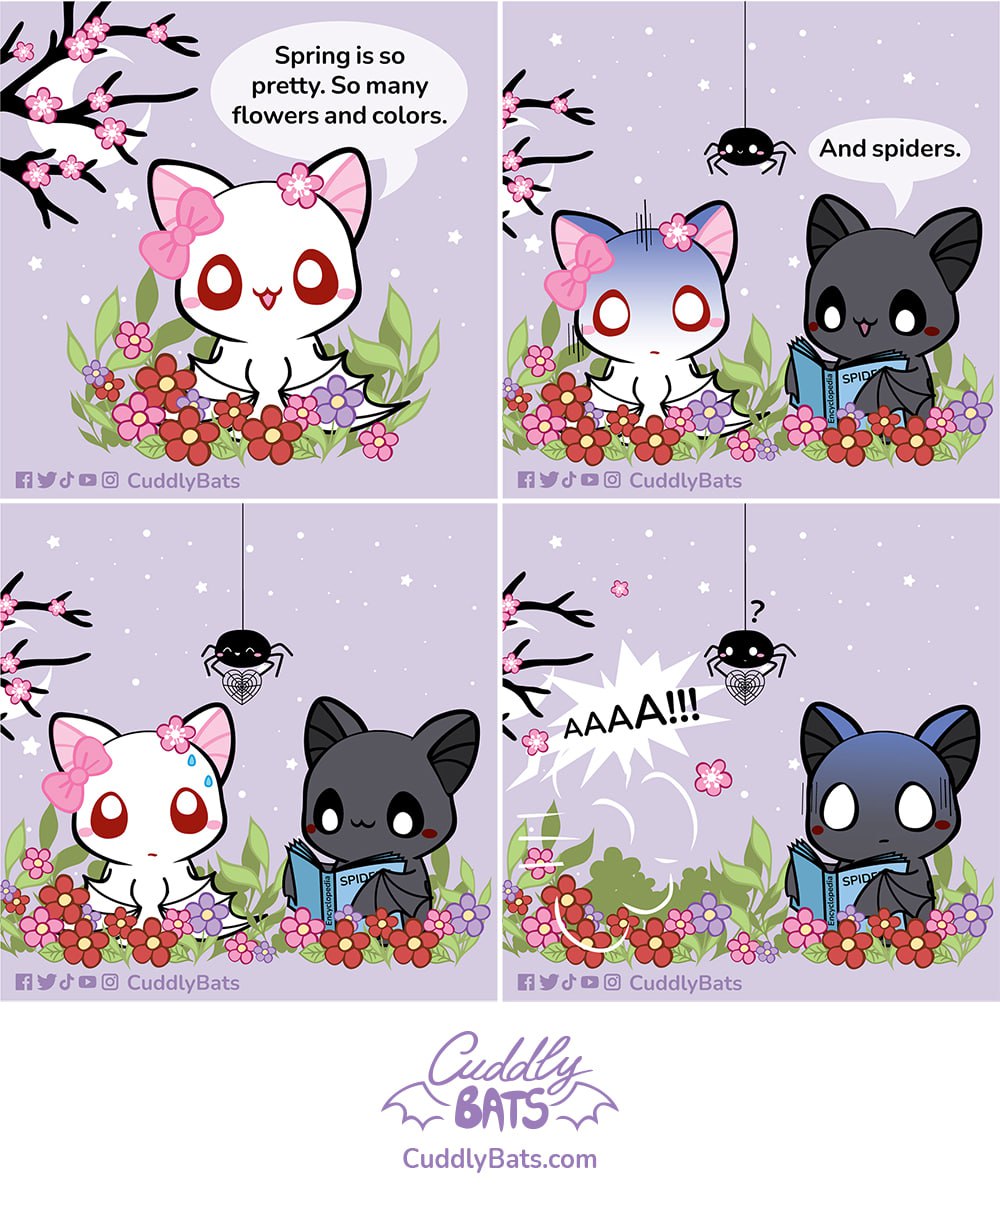 Spring is so
pretty. So many
flowers and colors.
CuddlyBats
And spiders.
SPIDE
Encyclopedia
CuddlyBats
SPIDE
Encyclopedia
CuddlyBats
?
AAAA!!!
SPIDE
Encyclopedia
CuddlyBats
Cuddly
BATS
CuddlyBats.com